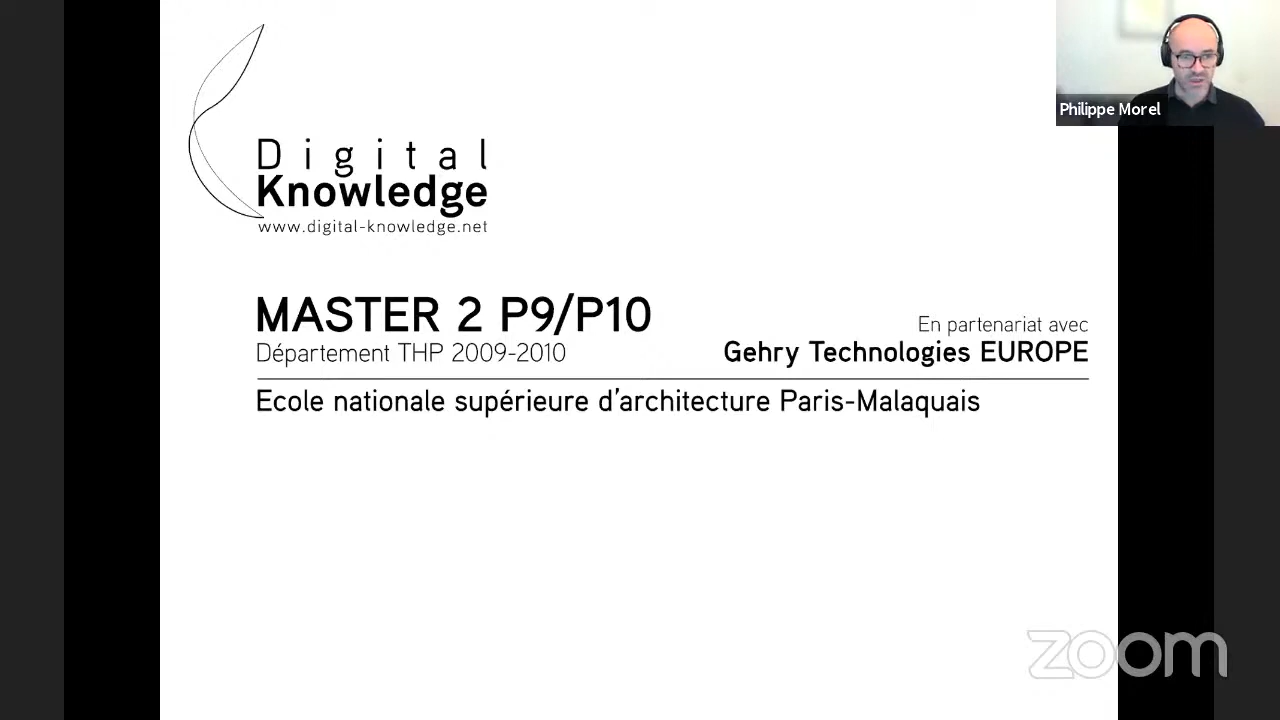 Philippe Morel
Digital
Knowledge
www.digital-knowledge.net
MASTER 2 P9/P10
Département THP 2009-2010
En partenariat avec
Gehry Technologies EUROPE
Ecole nationale supérieure d'architecture Paris-Malaquais
zoom